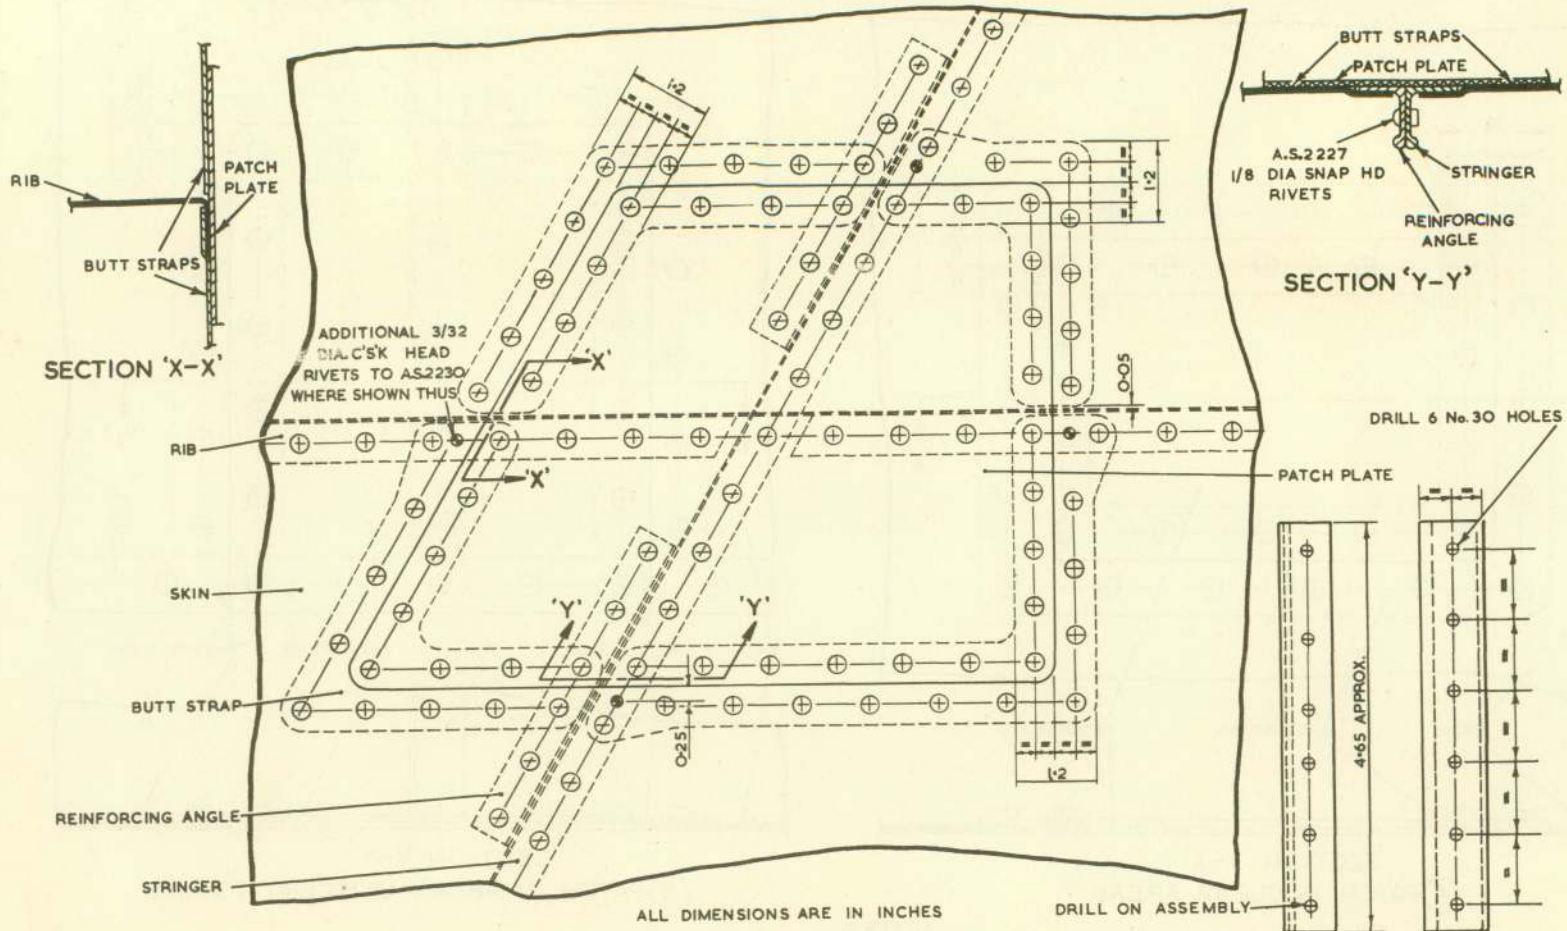 RIB
PATCH
PLATE
BUTT STRAPS
SECTION 'X-X'
1·2
=
=
=
=
ADDITIONAL 3/32
DIA. C'S'K HEAD
RIVETS TO A.S.2230
WHERE SHOWN THUS
'X'
'X'
RIB
SKIN
BUTT STRAP
REINFORCING ANGLE
STRINGER
'Y'
'Y'
0·25
1·2
=
=
=
=
1·2
=
=
=
=
0·05
PATCH PLATE
BUTT STRAPS
PATCH PLATE
A.S.2227
1/8 DIA SNAP HD
RIVETS
STRINGER
REINFORCING
ANGLE
SECTION 'Y-Y'
DRILL 6 No. 30 HOLES
=
=
4·65 APPROX.
=
=
=
=
=
DRILL ON ASSEMBLY
ALL DIMENSIONS ARE IN INCHES